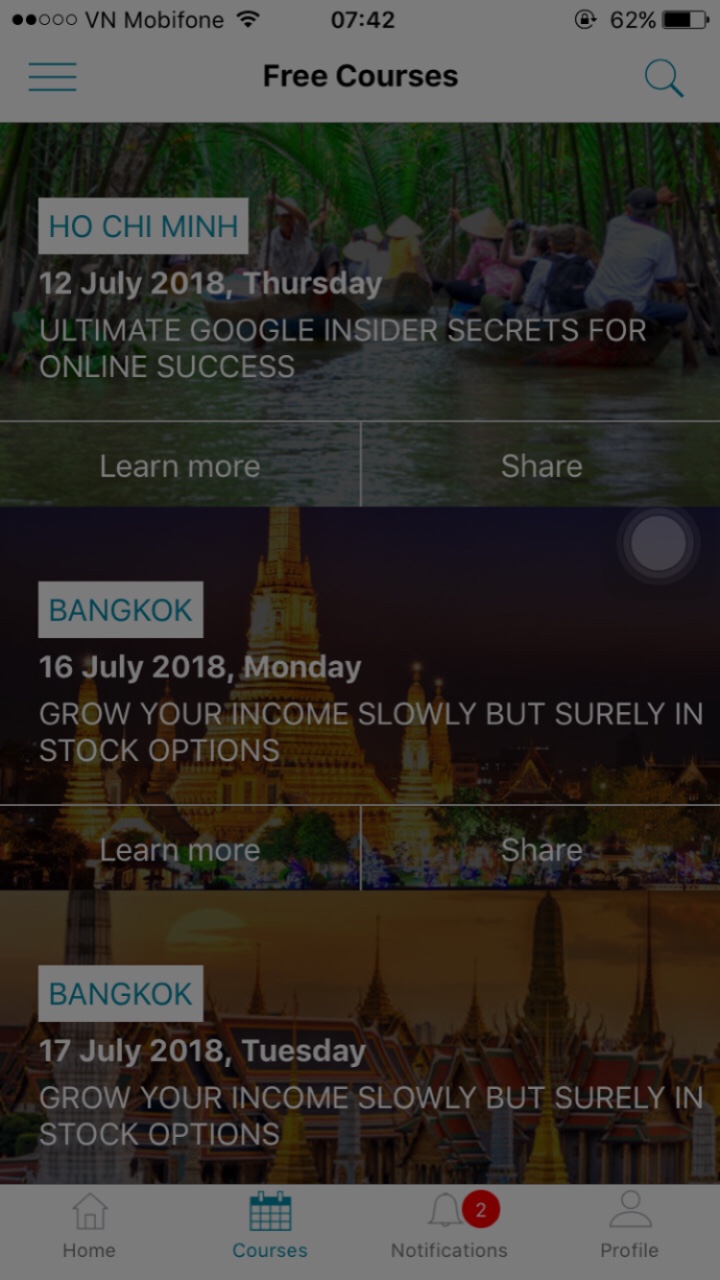 VN Mobifone 07:42 62%
Free Courses
HO CHI MINH
12 July 2018, Thursday
ULTIMATE GOOGLE INSIDER SECRETS FOR
ONLINE SUCCESS
Learn more Share
BANGKOK
16 July 2018, Monday
GROW YOUR INCOME SLOWLY BUT SURELY IN
STOCK OPTIONS
Learn more Share
BANGKOK
17 July 2018, Tuesday
GROW YOUR INCOME SLOWLY BUT SURELY IN
STOCK OPTIONS
2
Home Courses Notifications Profile